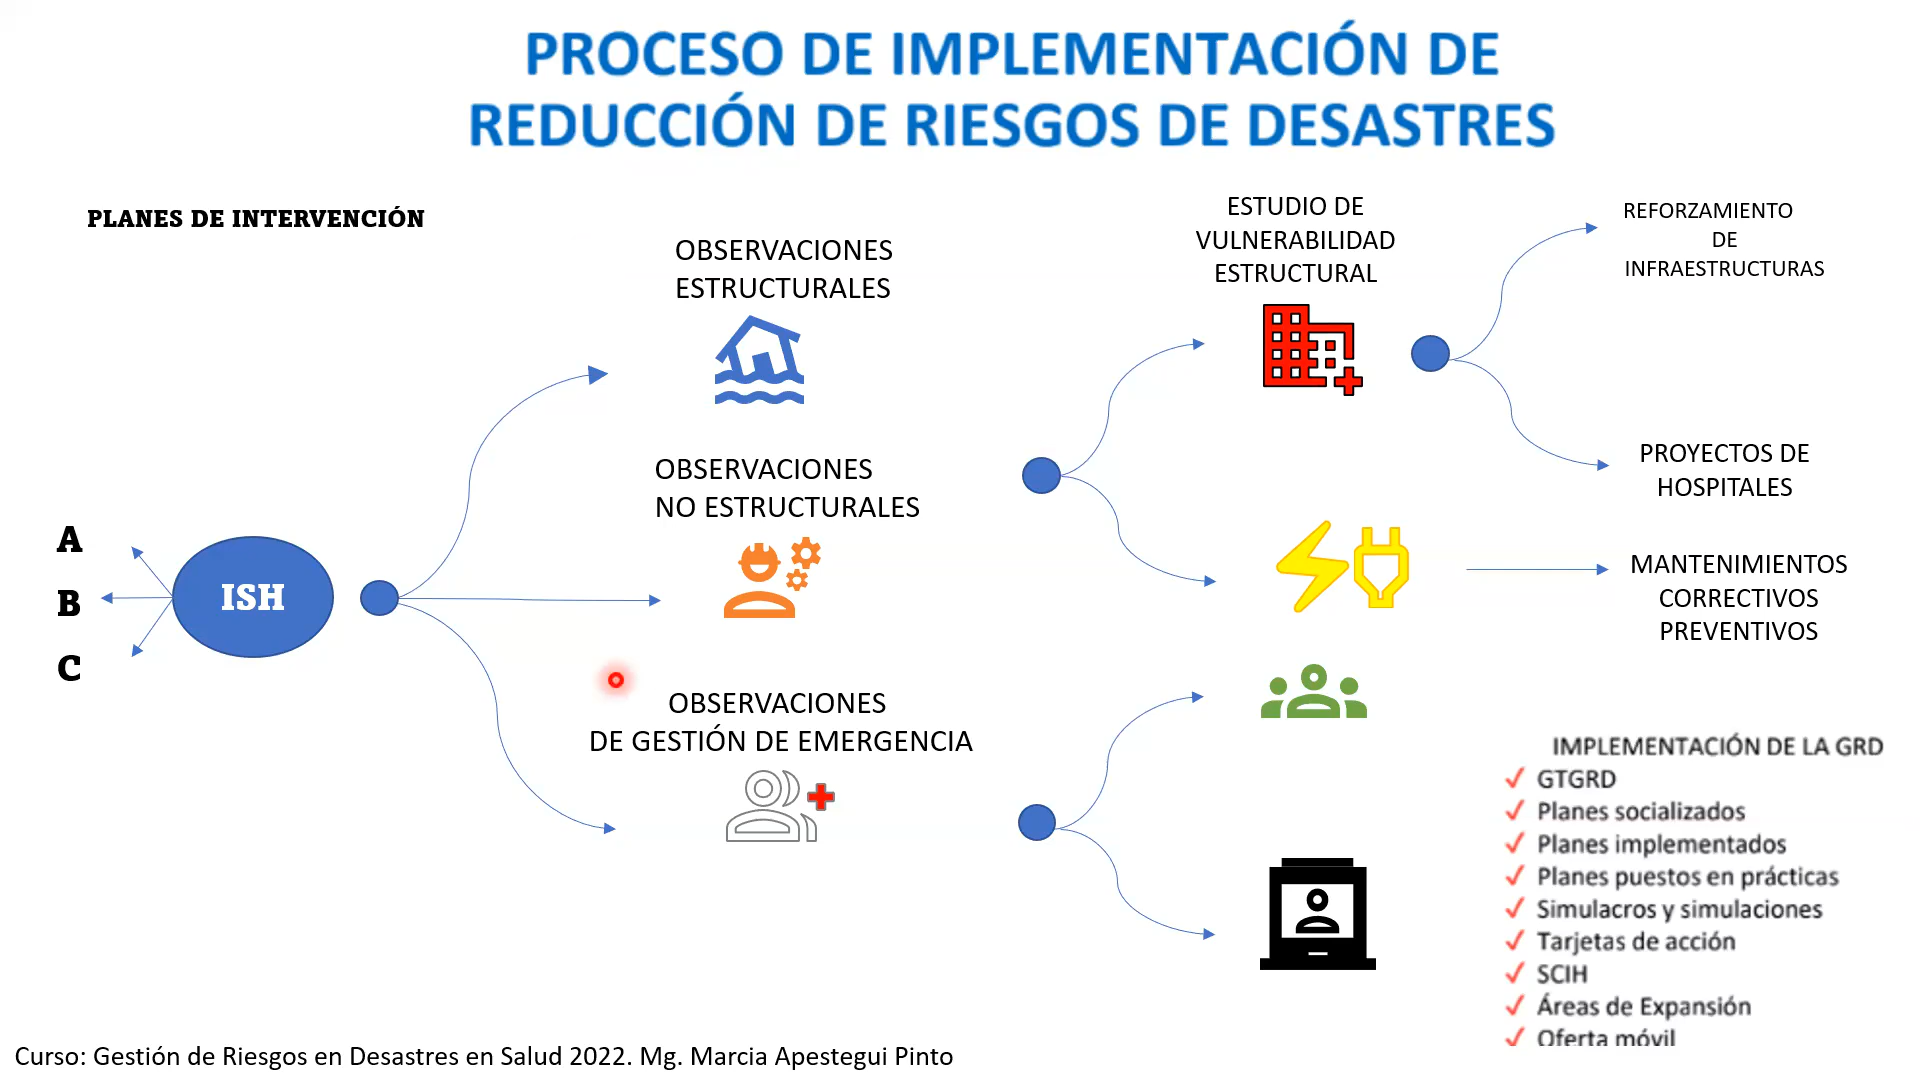 PROCESO DE IMPLEMENTACIÓN DE
REDUCCIÓN DE RIESGOS DE DESASTRES
PLANES DE INTERVENCIÓN
A
B
C
ISH
OBSERVACIONES
ESTRUCTURALES
OBSERVACIONES
NO ESTRUCTURALES
OBSERVACIONES
DE GESTIÓN DE EMERGENCIA
ESTUDIO DE
VULNERABILIDAD
ESTRUCTURAL
REFORZAMIENTO
DE
INFRAESTRUCTURAS
PROYECTOS DE
HOSPITALES
MANTENIMIENTOS
CORRECTIVOS
PREVENTIVOS
IMPLEMENTACIÓN DE LA GRD
✓ GTGRD
✓ Planes socializados
✓ Planes implementados
✓ Planes puestos en prácticas
✓ Simulacros y simulaciones
✓ Tarjetas de acción
✓ SCIH
✓ Áreas de Expansión
✓ Oferta móvil
Curso: Gestión de Riesgos en Desastres en Salud 2022. Mg. Marcia Apestegui Pinto